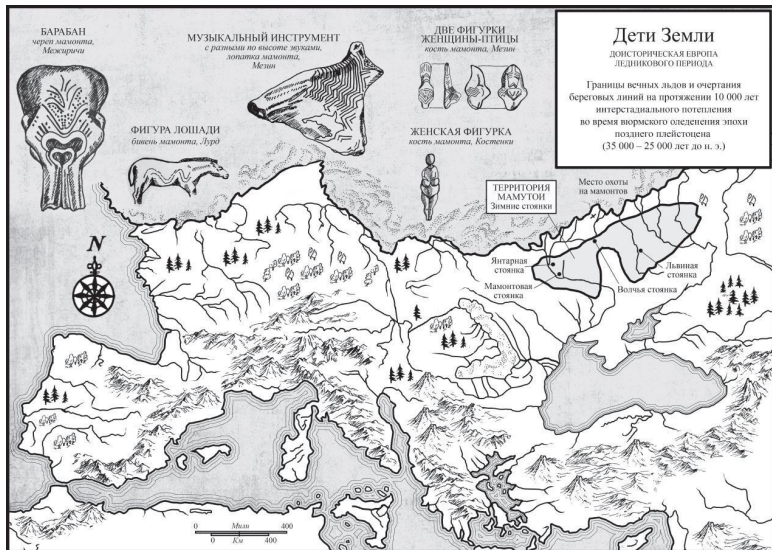 БАРАБАН
череп мамонта,
Межиричи
МУЗЫКАЛЬНЫЙ ИНСТРУМЕНТ
с разными по высоте звуками,
лопатка мамонта,
Мезин
ДВЕ ФИГУРКИ
ЖЕНЩИНЫ-ПТИЦЫ
кость мамонта, Мезин
Дети Земли
ДОИСТОРИЧЕСКАЯ ЕВРОПА
ЛЕДНИКОВОГО ПЕРИОДА
Границы вечных льдов и очертания
береговых линий на протяжении 10 000 лет
интерстадиального потепления
во время вормского оледенения эпохи
позднего плейстоцена
(35 000 – 25 000 лет до н. э.)
ФИГУРА ЛОШАДИ
бивень мамонта, Лурд
ЖЕНСКАЯ ФИГУРКА
кость мамонта, Костенки
ТЕРРИТОРИЯ
МАМУТОИ
Зимние стоянки
Место охоты
на мамонтов
Янтарная
стоянка
Мамонтовая
стоянка
Львиная
стоянка
Волчья стоянка
N
0 Мили 400
0 Км 400